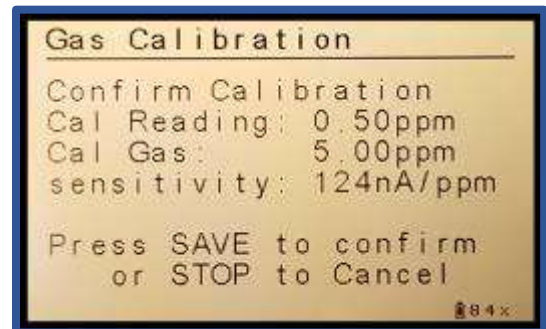 Gas Calibration
Confirm Calibration
Cal Reading: 0.50ppm
Cal Gas: 5.00ppm
sensitivity: 124nA/ppm
Press SAVE to confirm
or STOP to Cancel
84%